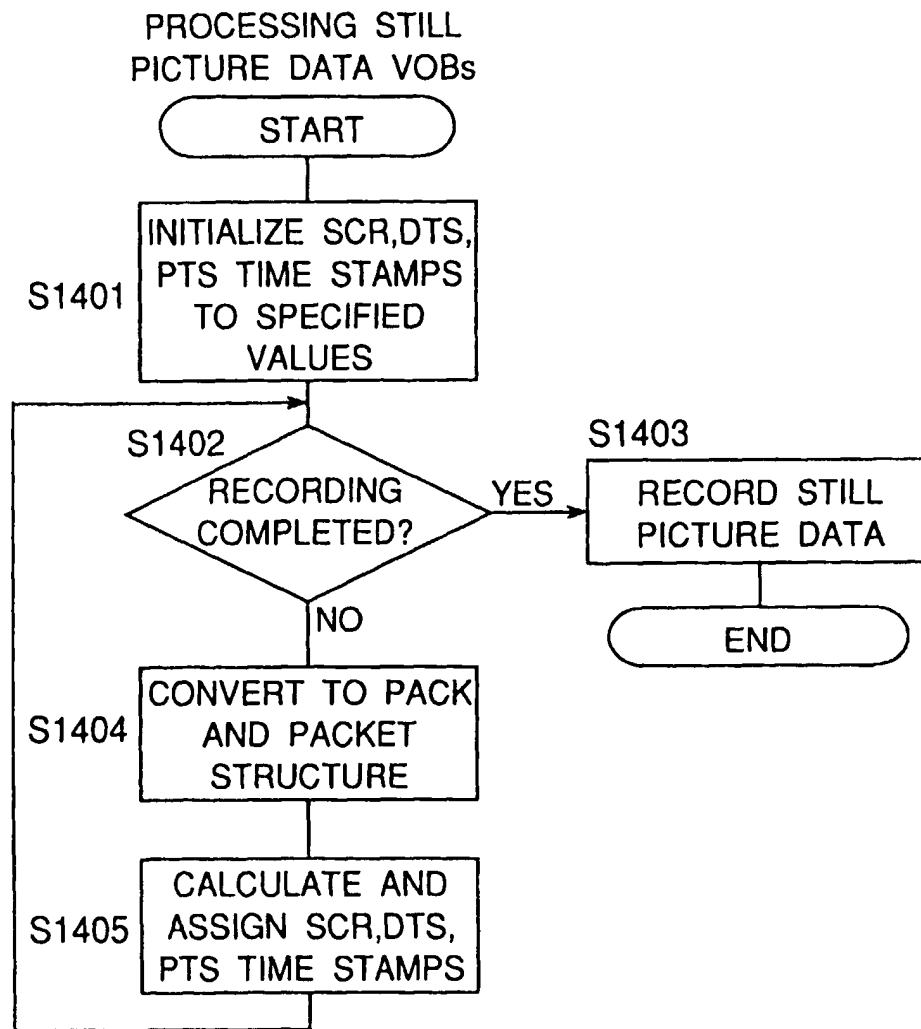 PROCESSING STILL
PICTURE DATA VOBs
START
INITIALIZE SCR,DTS,
PTS TIME STAMPS
TO SPECIFIED
VALUES
S1401
S1402
RECORDING
COMPLETED?
YES
S1403
RECORD STILL
PICTURE DATA
END
NO
CONVERT TO PACK
AND PACKET
STRUCTURE
S1404
CALCULATE AND
ASSIGN SCR,DTS,
PTS TIME STAMPS
S1405